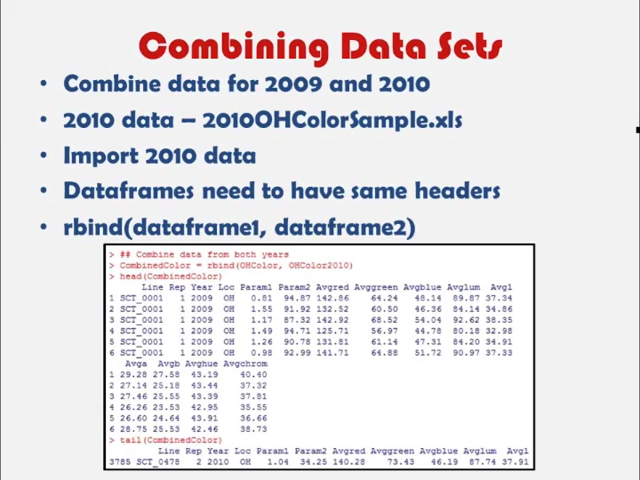 Combining Data Sets
• Combine data for 2009 and 2010
• 2010 data – 2010OHColorSample.xls
• Import 2010 data
• Dataframes need to have same headers
• rbind(dataframe1, dataframe2)
> ## Combine data from both years
> CombinedColor = rbind(OHColor, OHColor2010)
> head(CombinedColor)
Line Rep Year Loc Param1 Param2 Avgred Avggreen Avgblue Avglum Avgl
1 SCT_0001 1 2009 OH 0.81 94.87 142.86 64.24 48.14 89.87 37.34
2 SCT_0001 1 2009 OH 1.55 91.92 132.52 60.50 46.36 84.14 34.86
3 SCT_0001 1 2009 OH 1.17 87.32 142.92 68.52 54.04 92.62 38.35
4 SCT_0001 1 2009 OH 1.49 94.71 125.71 56.97 44.78 80.18 32.98
5 SCT_0001 1 2009 OH 1.26 90.78 131.81 61.14 47.31 84.20 34.91
6 SCT_0001 1 2009 OH 0.98 92.99 141.71 64.88 51.72 90.97 37.33
Avga Avgb Avghue Avgchrom
1 29.28 27.58 43.19 40.40
2 27.14 25.18 43.44 37.32
3 27.46 25.55 43.39 37.81
4 26.26 23.53 42.95 35.55
5 26.60 24.64 43.91 36.66
6 28.75 25.53 42.46 38.73
> tail(CombinedColor)
Line Rep Year Loc Param1 Param2 Avgred Avggreen Avgblue Avglum Avgl
3785 SCT_0478 2 2010 OH 1.04 34.25 140.28 73.43 46.19 87.74 37.91